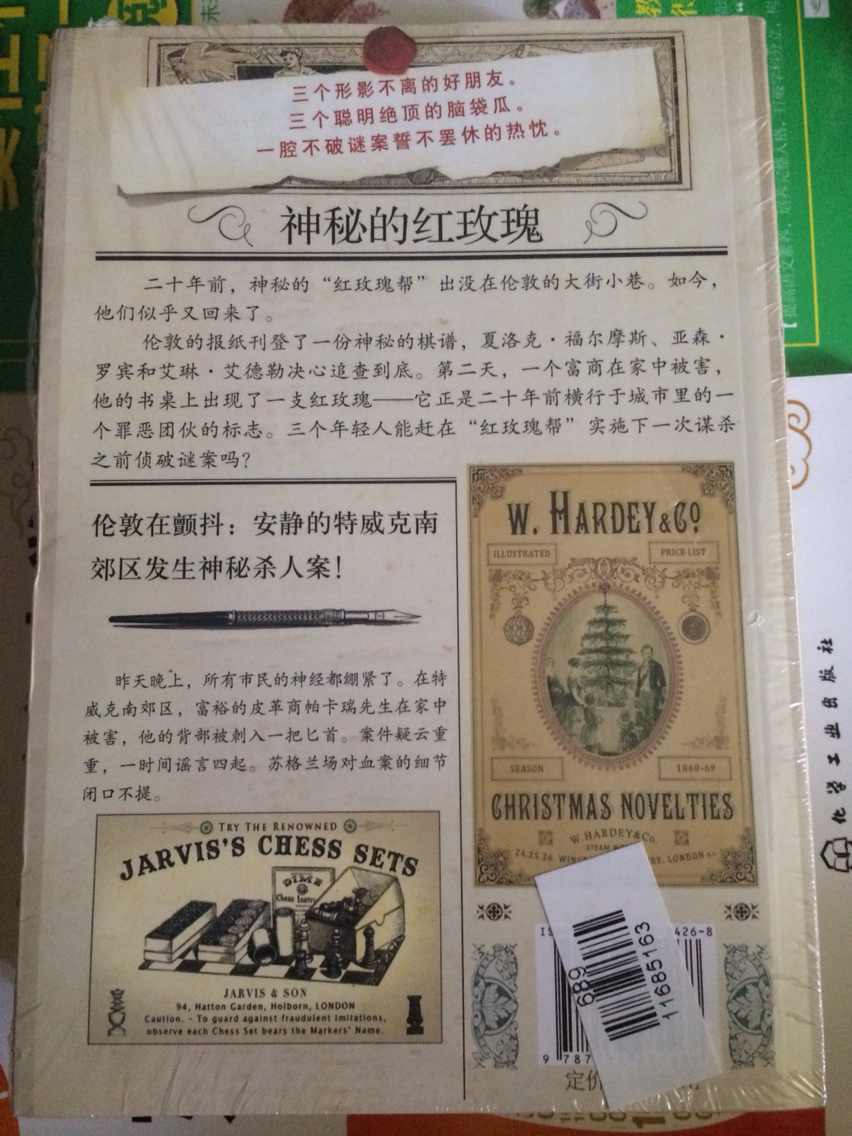 三个形影不离的好朋友。
三个聪明绝顶的脑袋瓜。
一腔不破谜案誓不罢休的热忱。
神秘的红玫瑰
二十年前，神秘的“红玫瑰帮”出没在伦敦的大街小巷。如今，
他们似乎又回来了。
伦敦的报纸刊登了一份神秘的棋谱，夏洛克·福尔摩斯、亚森·
罗宾和艾琳·艾德勒决心追查到底。第二天，一个富商在家中被害，
他的书桌上出现了一支红玫瑰——它正是二十年前横行于城市里的一
个罪恶团伙的标志。三个年轻人能赶在“红玫瑰帮”实施下一次谋杀
之前侦破谜案吗？
伦敦在颤抖：安静的特威克南
郊区发生神秘杀人案！
昨天晚上，所有市民的神经都绷紧了。在特
威克南郊区，富裕的皮革商帕卡瑞先生在家中
被害，他的背部被刺入一把匕首。案件疑云重
重，一时间谣言四起。苏格兰场对血案的细节
闭口不提。
TRY THE RENOWNED
JARVIS'S CHESS SETS
DIME
Chess
JARVIS & SON
94, Hatton Garden, Holborn, LONDON
Caution. - To guard against fraudulent imitations,
observe each Chess Set bears the Markers' Name.
W. HARDEY & CO.
ILLUSTRATED
PRICE-LIST
SEASON
1868-69
CHRISTMAS NOVELTIES
W. HARDEY & Co.
STEAM
24.25.26. LONDON
426-8
689
11685163
9 787
定价
化学工业出版社